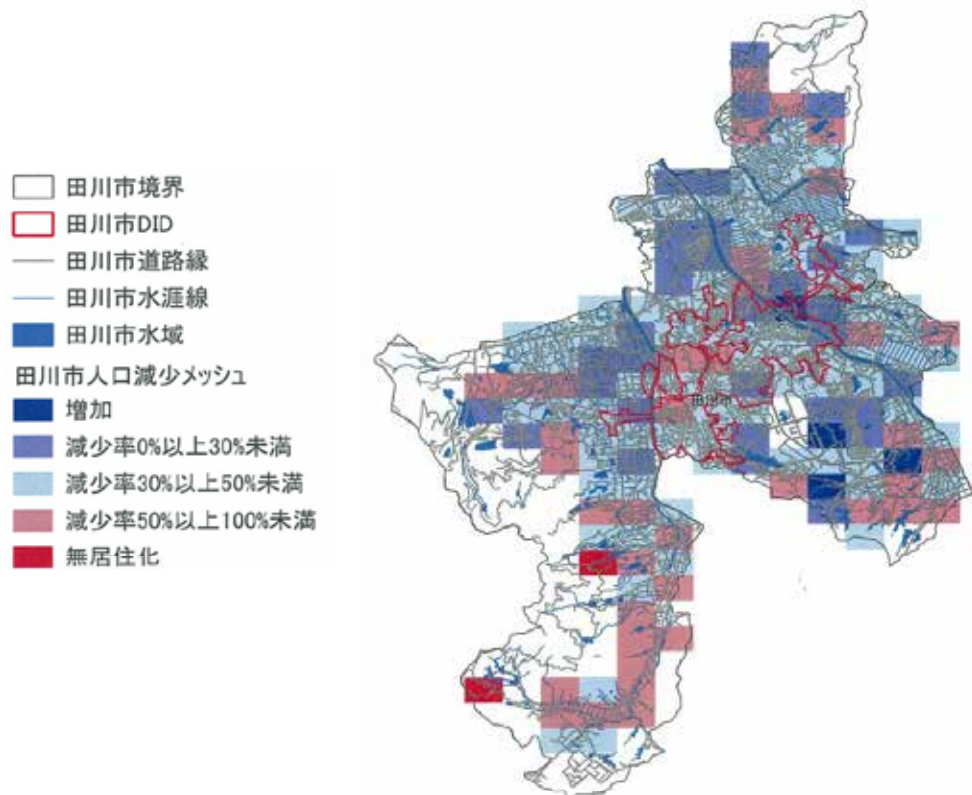 田川市境界
田川市DID
田川市道路縁
田川市水涯線
田川市水域
田川市人口減少メッシュ
増加
減少率0%以上30%未満
減少率30%以上50%未満
減少率50%以上100%未満
無居住化
田川市